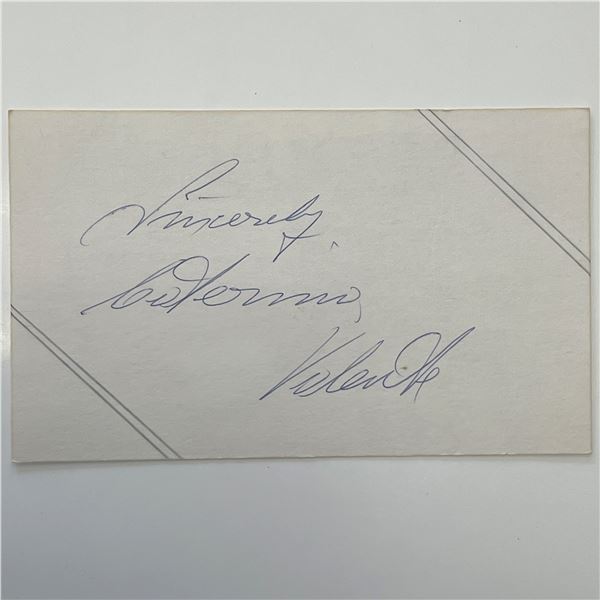 Sincerely,
Caterina
Valente